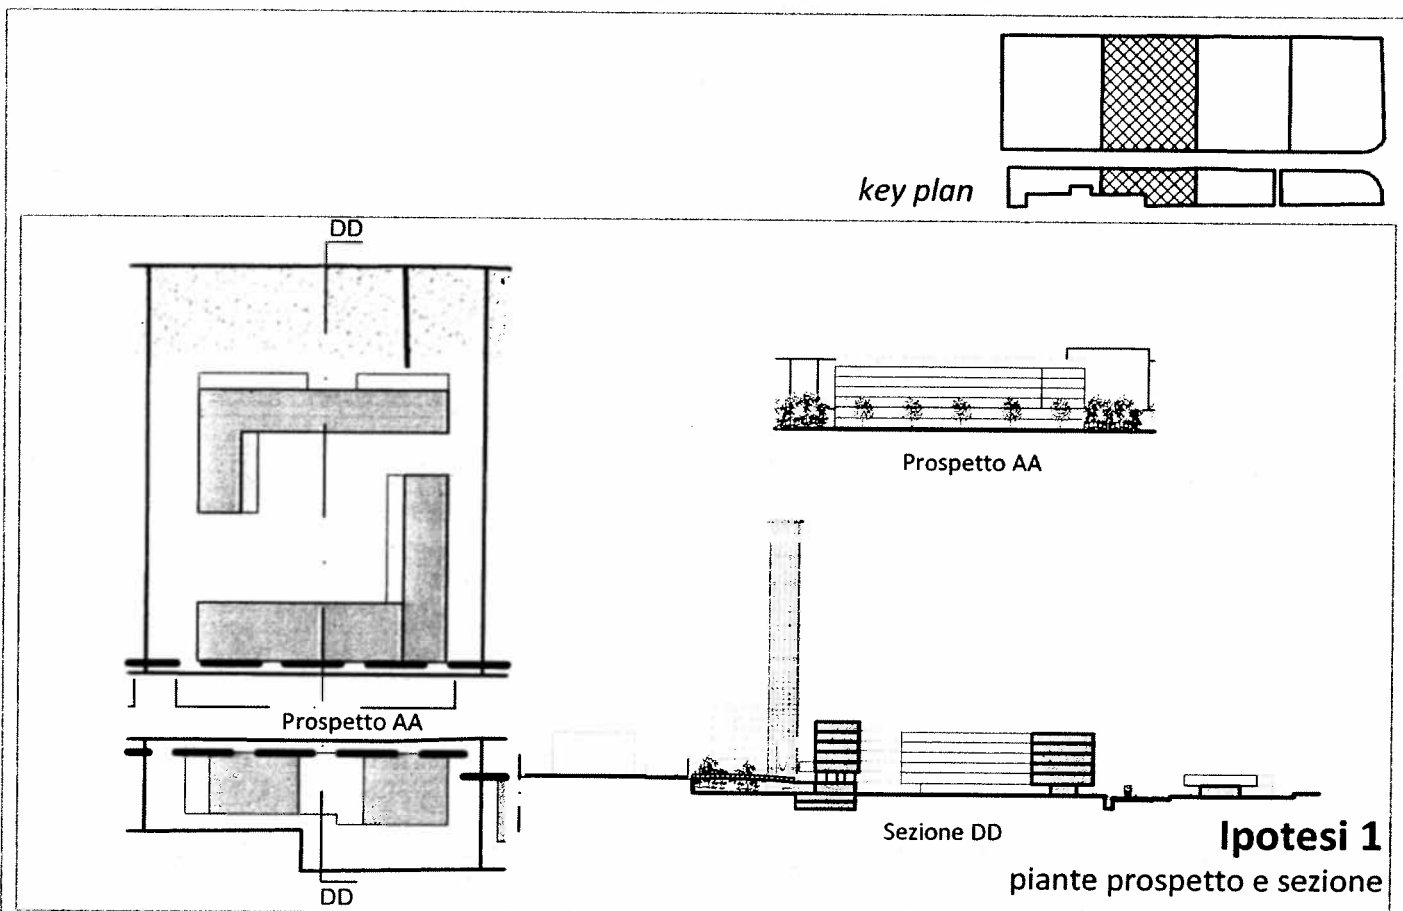 key plan
DD
Prospetto AA
Prospetto AA
Sezione DD
DD
Ipotesi 1
piante prospetto e sezione